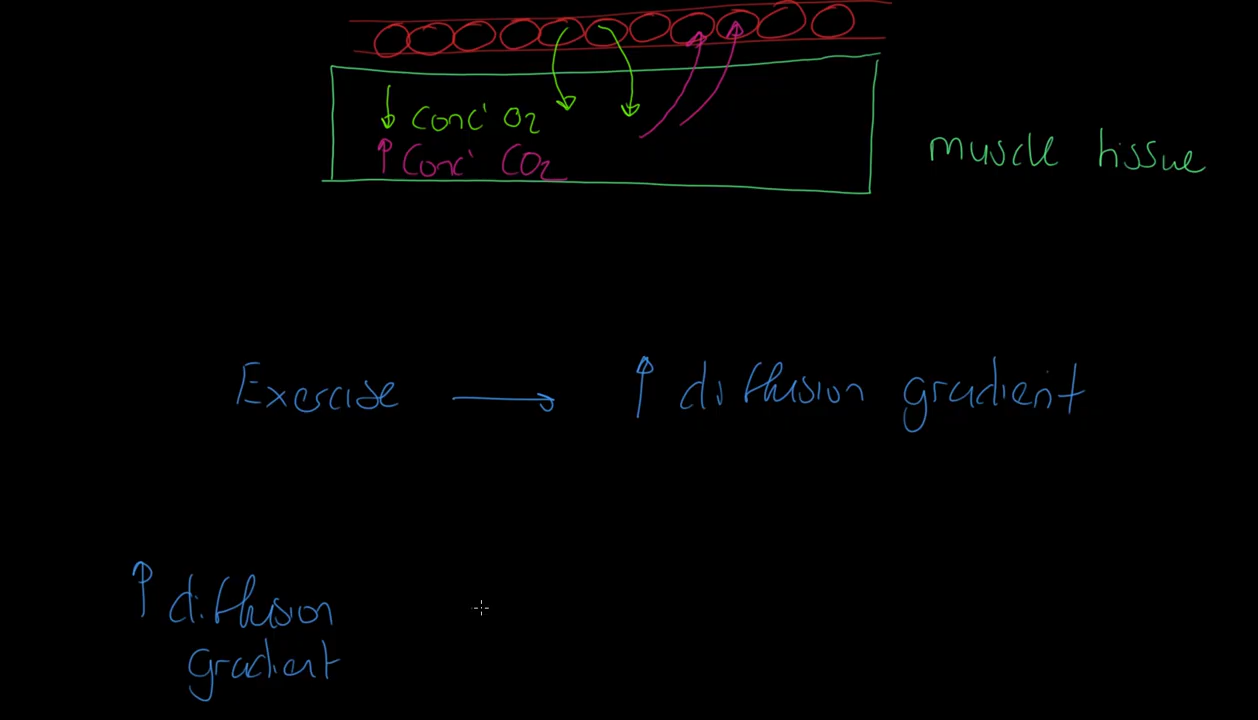 ↓ Conc' O2
↑ Conc' CO2
muscle tissue
Exercise → ↑ diffusion gradient
↑ diffusion
gradient